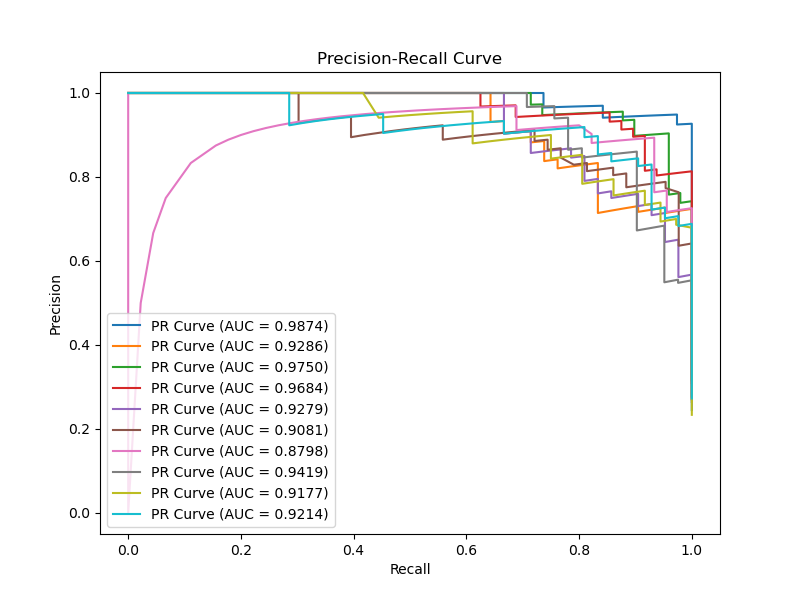 Precision-Recall Curve
Precision
1.0
0.8
0.6
0.4
0.2
0.0
PR Curve (AUC = 0.9874)
PR Curve (AUC = 0.9286)
PR Curve (AUC = 0.9750)
PR Curve (AUC = 0.9684)
PR Curve (AUC = 0.9279)
PR Curve (AUC = 0.9081)
PR Curve (AUC = 0.8798)
PR Curve (AUC = 0.9419)
PR Curve (AUC = 0.9177)
PR Curve (AUC = 0.9214)
0.0 0.2 0.4 0.6 0.8 1.0
Recall